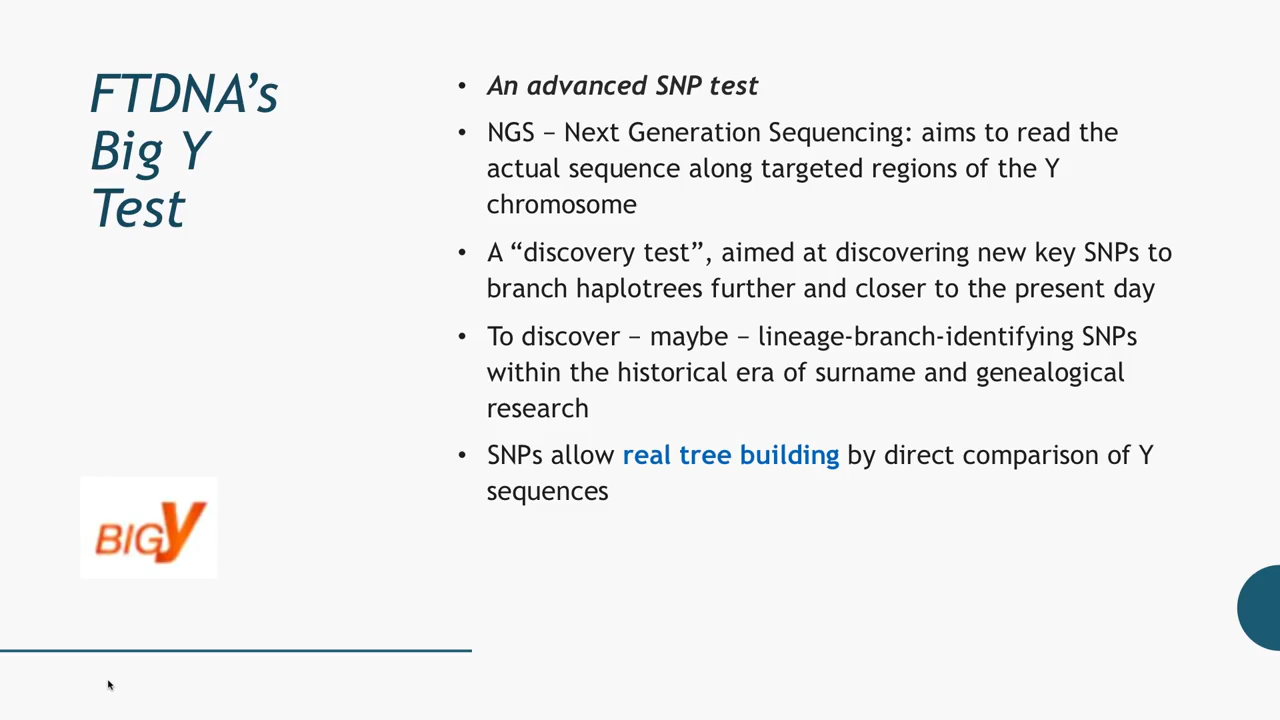 FTDNA’s
Big Y
Test
• An advanced SNP test
• NGS – Next Generation Sequencing: aims to read the
actual sequence along targeted regions of the Y
chromosome
• A “discovery test”, aimed at discovering new key SNPs to
branch haplotrees further and closer to the present day
• To discover – maybe – lineage-branch-identifying SNPs
within the historical era of surname and genealogical
research
• SNPs allow real tree building by direct comparison of Y
sequences
BIGY